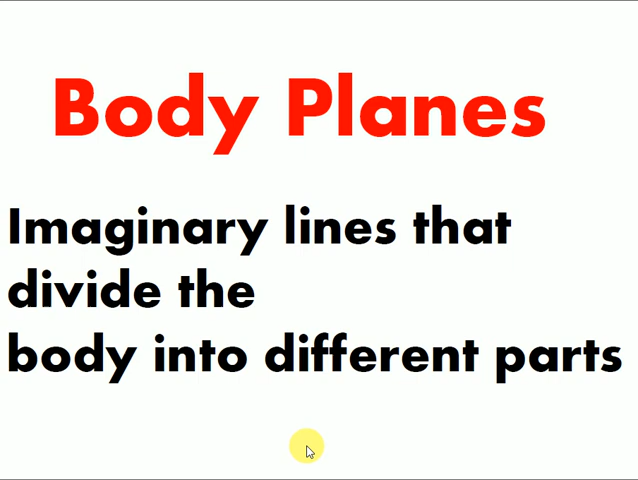 Body Planes
Imaginary lines that
divide the
body into different parts